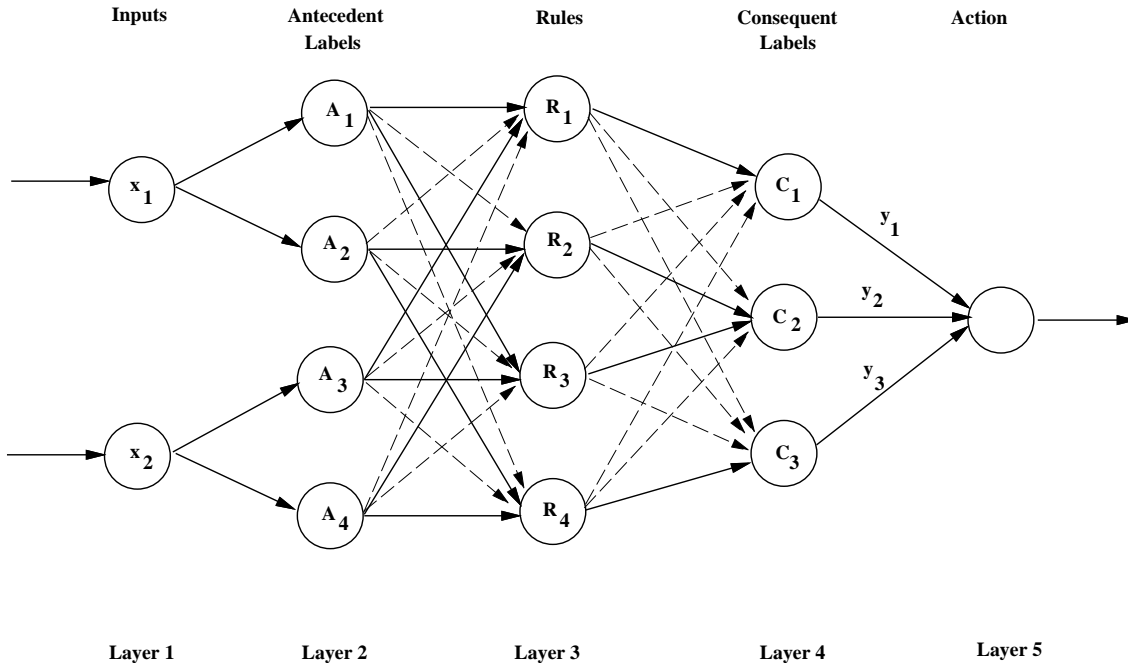 Inputs
Antecedent
Labels
Rules
Consequent
Labels
Action
x1
x2
A1
A2
A3
A4
R1
R2
R3
R4
C1
C2
C3
y1
y2
y3
Layer 1
Layer 2
Layer 3
Layer 4
Layer 5